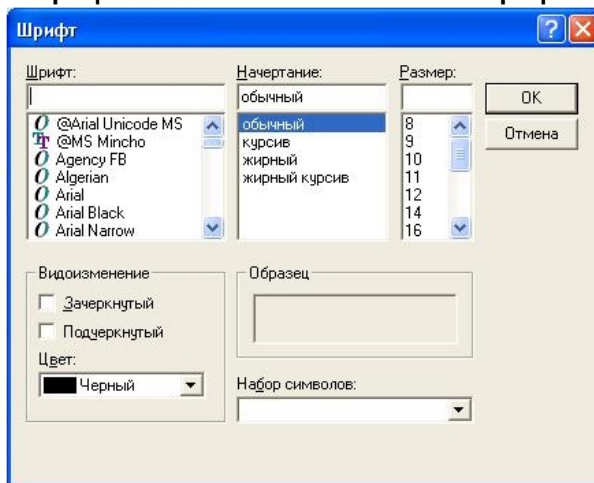 Шрифт
Шрифт:
Начертание:
Размер:
обычный
OK
Отмена
@Arial Unicode MS
@MS Mincho
Agency FB
Algerian
Arial
Arial Black
Arial Narrow
обычный
курсив
жирный
жирный курсив
8
9
10
11
12
14
16
Видоизменение
Зачеркнутый
Подчеркнутый
Цвет:
Черный
Образец
Набор символов: